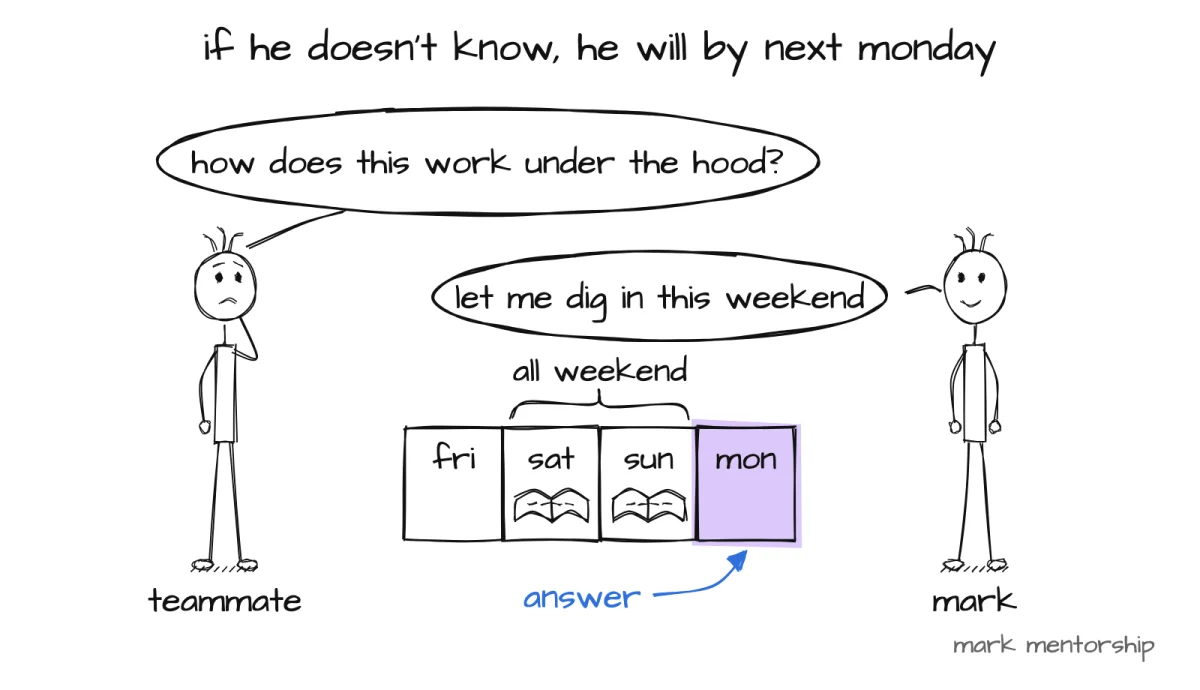 if he doesn't know, he will by next monday
how does this work under the hood?
let me dig in this weekend
all weekend
fri
sat
sun
mon
answer
teammate
mark
mark mentorship